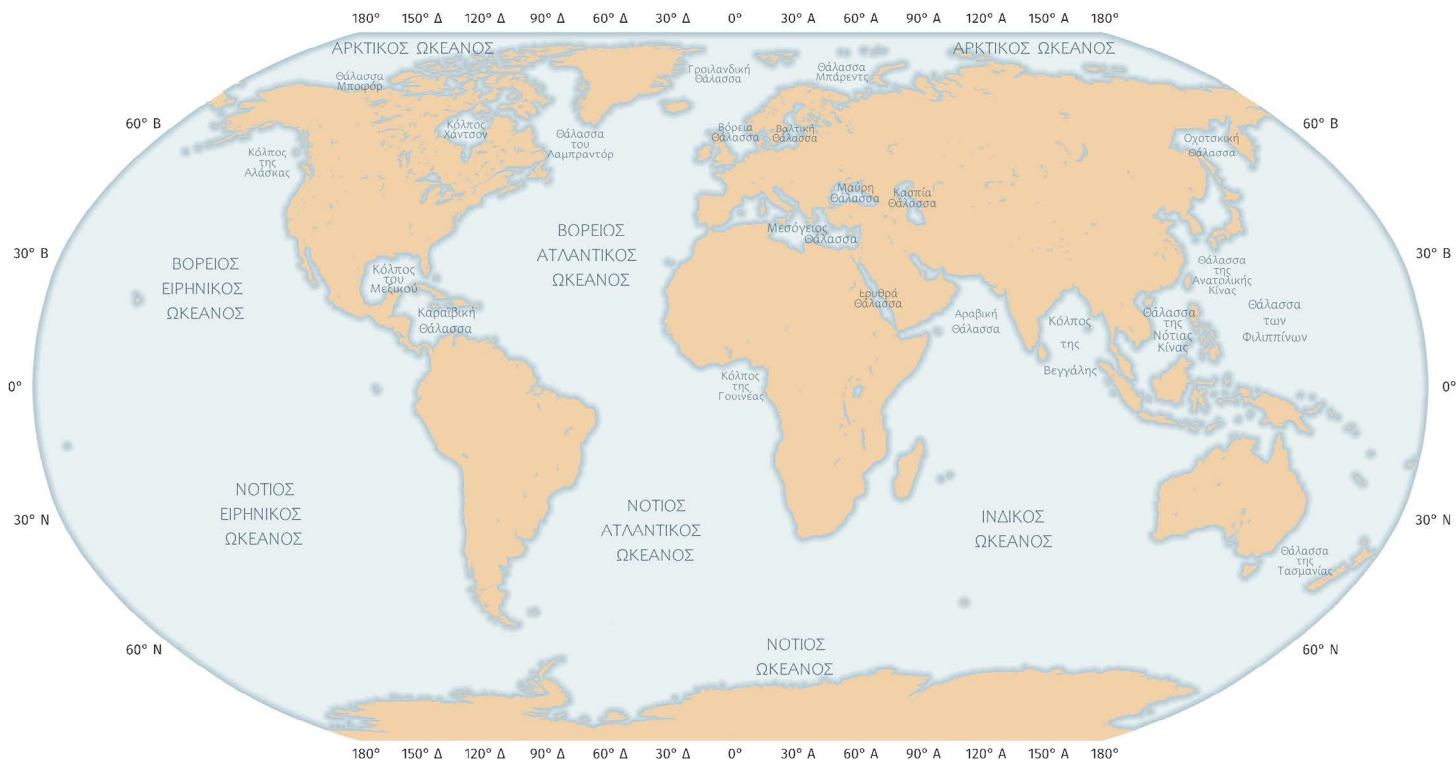 180° 150° Δ 120° Δ 90° Δ 60° Δ 30° Δ 0° 30° Α 60° Α 90° Α 120° Α 150° Α 180°
ΑΡΚΤΙΚΟΣ ΩΚΕΑΝΟΣ
ΑΡΚΤΙΚΟΣ ΩΚΕΑΝΟΣ
Θάλασσα
Μποφόρ
Γροιλανδική
Θάλασσα
Θάλασσα
Μπάρεντς
60° Β
60° Β
Κόλπος
Χάντσον
Θάλασσα
του
Λαμπραντόρ
Βόρεια
Θάλασσα
Βαλτική
Θάλασσα
Οχοτσκική
Θάλασσα
Κόλπος
της
Αλάσκας
Μαύρη
Θάλασσα
Κασπία
Θάλασσα
Μεσόγειος
Θάλασσα
30° Β
30° Β
ΒΟΡΕΙΟΣ
ΕΙΡΗΝΙΚΟΣ
ΩΚΕΑΝΟΣ
ΒΟΡΕΙΟΣ
ΑΤΛΑΝΤΙΚΟΣ
ΩΚΕΑΝΟΣ
Κόλπος
του
Μεξικού
Καραϊβική
Θάλασσα
Ερυθρά
Θάλασσα
Αραβική
Θάλασσα
Κόλπος
της
Βεγγάλης
Θάλασσα
της
Ανατολικής
Κίνας
Θάλασσα
της
Νότιας
Κίνας
Θάλασσα
των
Φιλιππίνων
0°
0°
Κόλπος
της
Γουινέας
ΝΟΤΙΟΣ
ΕΙΡΗΝΙΚΟΣ
ΩΚΕΑΝΟΣ
ΝΟΤΙΟΣ
ΑΤΛΑΝΤΙΚΟΣ
ΩΚΕΑΝΟΣ
ΙΝΔΙΚΟΣ
ΩΚΕΑΝΟΣ
30° Ν
30° Ν
Θάλασσα
της
Τασμανίας
60° Ν
60° Ν
ΝΟΤΙΟΣ
ΩΚΕΑΝΟΣ
180° 150° Δ 120° Δ 90° Δ 60° Δ 30° Δ 0° 30° Α 60° Α 90° Α 120° Α 150° Α 180°